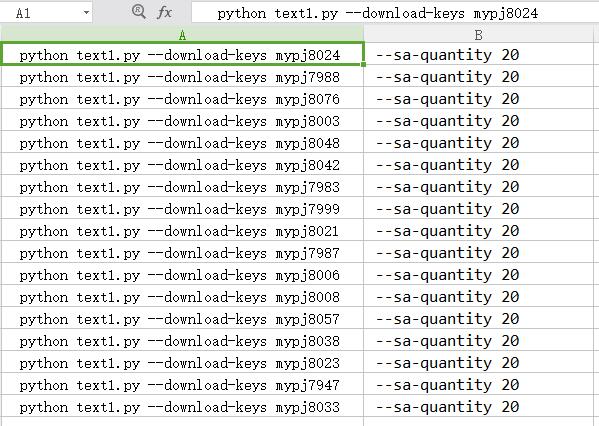 A1 fx python text1.py --download-keys mypj8024
A B
python text1.py --download-keys mypj8024 --sa-quantity 20
python text1.py --download-keys mypj7988 --sa-quantity 20
python text1.py --download-keys mypj8076 --sa-quantity 20
python text1.py --download-keys mypj8003 --sa-quantity 20
python text1.py --download-keys mypj8048 --sa-quantity 20
python text1.py --download-keys mypj8042 --sa-quantity 20
python text1.py --download-keys mypj7983 --sa-quantity 20
python text1.py --download-keys mypj7999 --sa-quantity 20
python text1.py --download-keys mypj8021 --sa-quantity 20
python text1.py --download-keys mypj7987 --sa-quantity 20
python text1.py --download-keys mypj8006 --sa-quantity 20
python text1.py --download-keys mypj8008 --sa-quantity 20
python text1.py --download-keys mypj8057 --sa-quantity 20
python text1.py --download-keys mypj8038 --sa-quantity 20
python text1.py --download-keys mypj8023 --sa-quantity 20
python text1.py --download-keys mypj7947 --sa-quantity 20
python text1.py --download-keys mypj8033 --sa-quantity 20